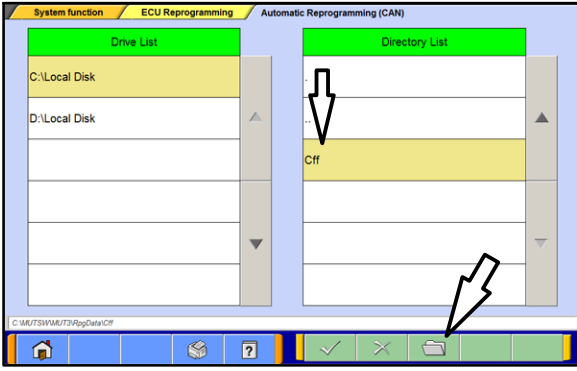 System function ECU Reprogramming Automatic Reprogramming (CAN)
Drive List Directory List
C:\Local Disk .
D:\Local Disk ..
Cff
C:\MUTSW\MUT3\RpgData\Cff
?